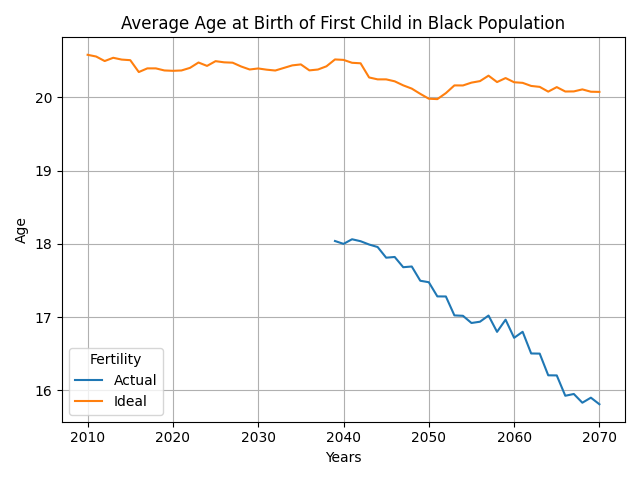 Average Age at Birth of First Child in Black Population
Age
20
19
18
17
16
Fertility
Actual
Ideal
2010 2020 2030 2040 2050 2060 2070
Years